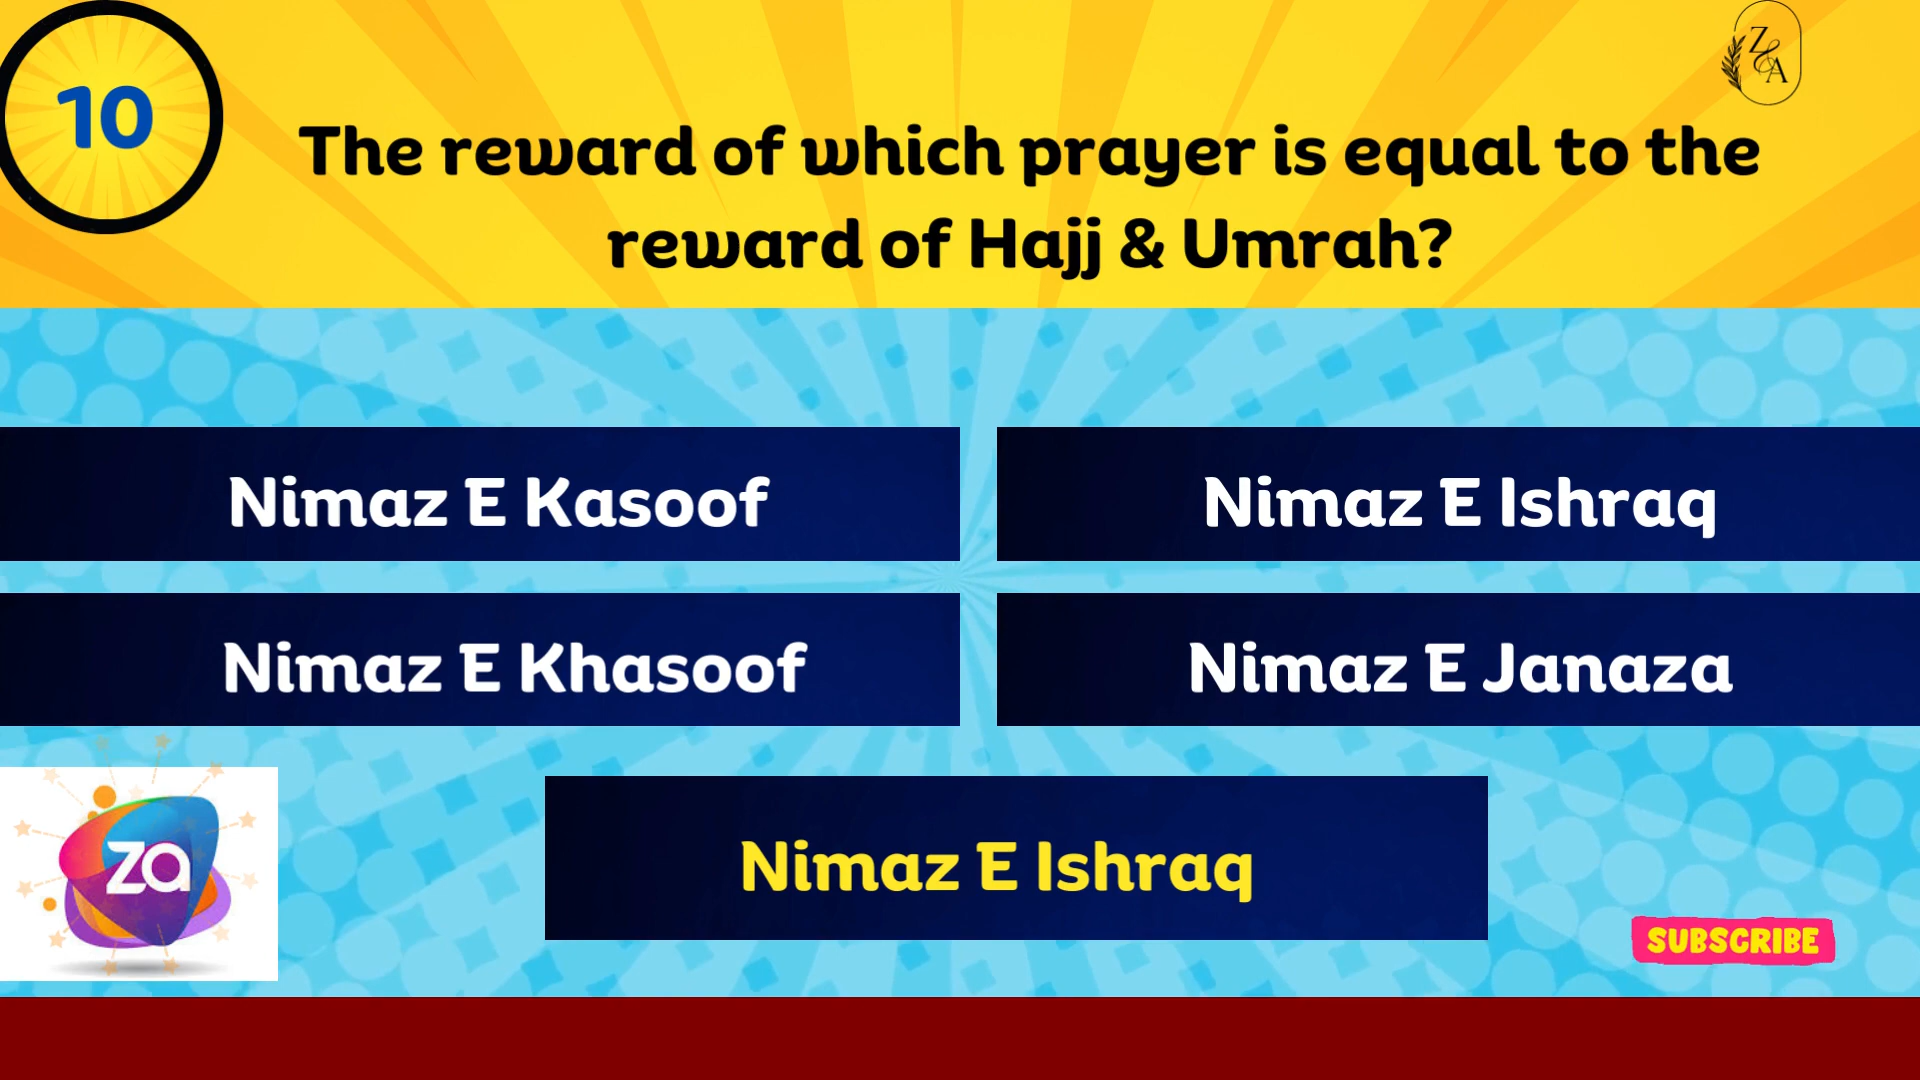 10
Z&A
The reward of which prayer is equal to the
reward of Hajj & Umrah?
Nimaz E Kasoof
Nimaz E Ishraq
Nimaz E Khasoof
Nimaz E Janaza
za
Nimaz E Ishraq
SUBSCRIBE